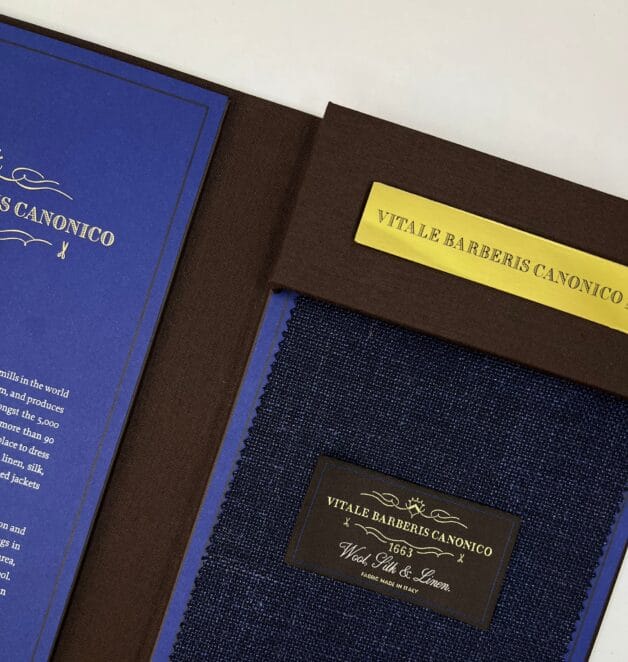 S CANONICO
mills in the world
m, and produces
ngst the 5,000
more than 90
place to dress
linen, silk,
ed jackets
on and
gs in
area,
ol.
n
VITALE BARBERIS CANONICO
VITALE BARBERIS CANONICO
1663
Wool, Silk & Linen.
FABRIC MADE IN ITALY